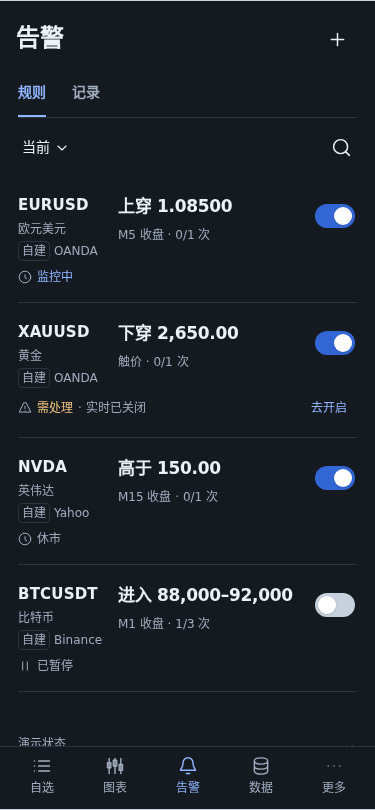 告警
规则 记录
当前
EURUSD 上穿 1.08500
欧元美元 M5 收盘 · 0/1 次
自建 OANDA
监控中
XAUUSD 下穿 2,650.00
黄金 触价 · 0/1 次
自建 OANDA
需处理 · 实时已关闭 去开启
NVDA 高于 150.00
英伟达 M15 收盘 · 0/1 次
自建 Yahoo
休市
BTCUSDT 进入 88,000–92,000
比特币 M1 收盘 · 1/3 次
自建 Binance
已暂停
演示状态
自选 图表 告警 数据 更多